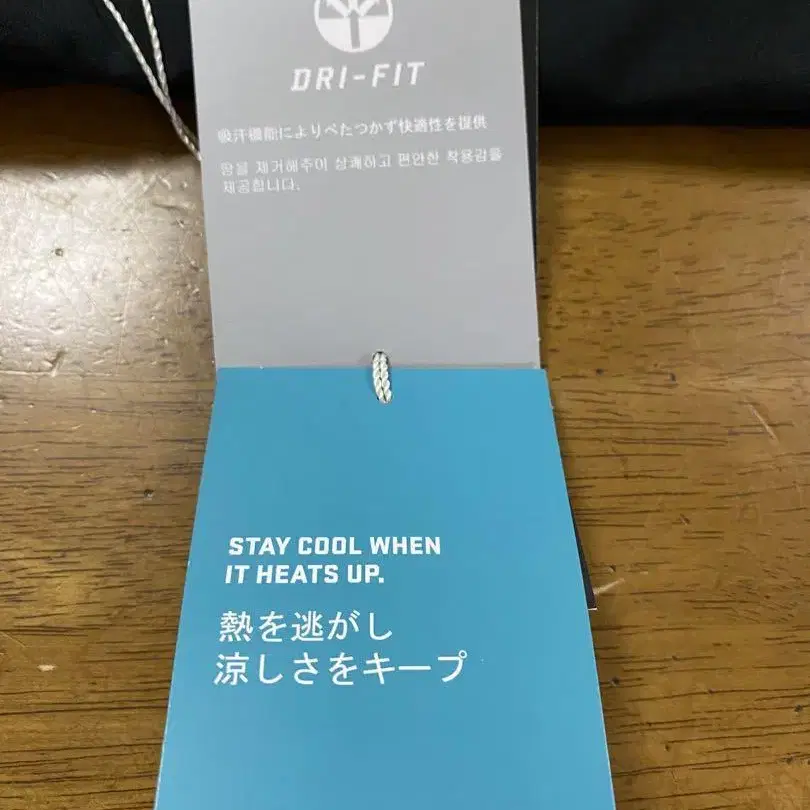 DRI-FIT
吸汗機能によりべたつかず快適性を提供
땀을 제거해주어 상쾌하고 편안한 착용감을
제공합니다.
STAY COOL WHEN
IT HEATS UP.
熱を逃がし
涼しさをキープ